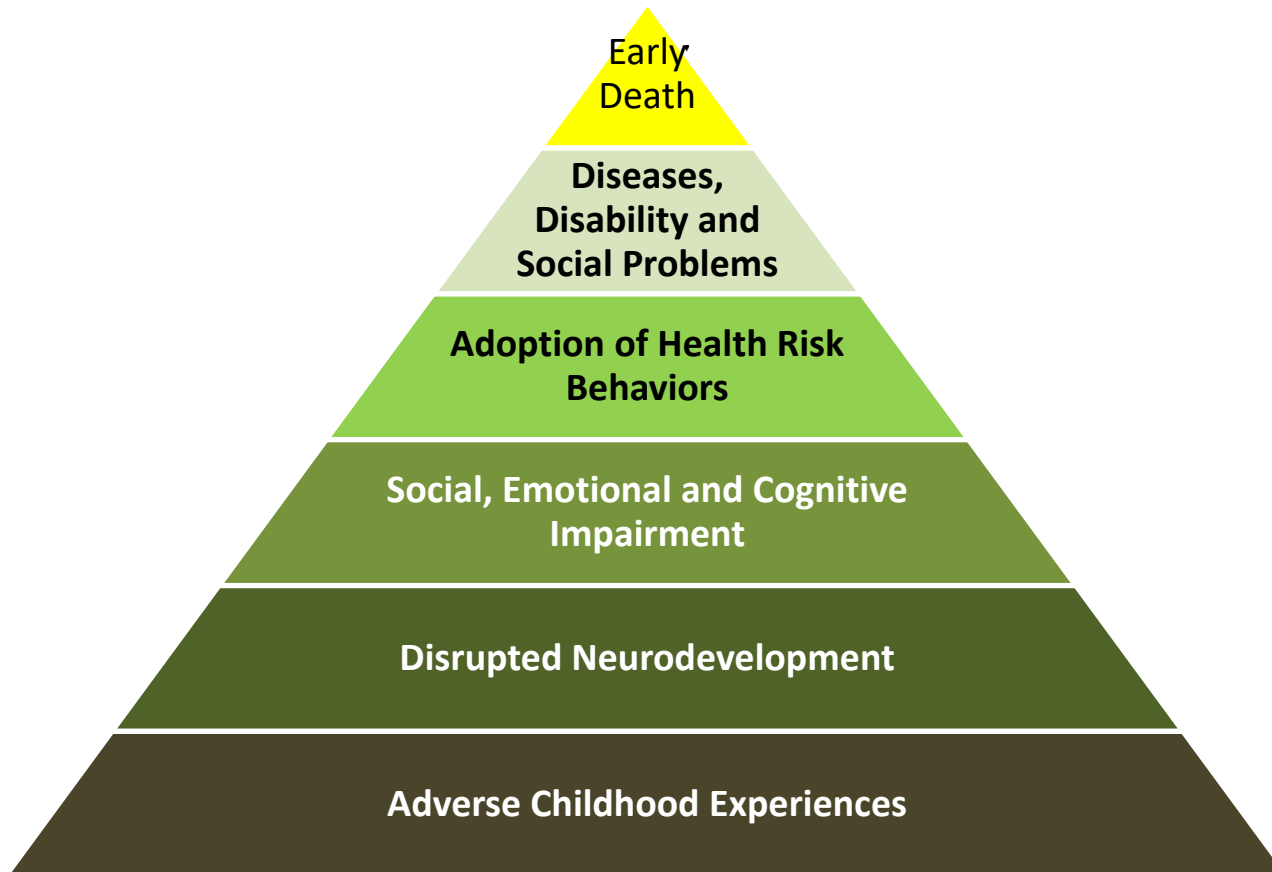 Early
Death
Diseases,
Disability and
Social Problems
Adoption of Health Risk
Behaviors
Social, Emotional and Cognitive
Impairment
Disrupted Neurodevelopment
Adverse Childhood Experiences